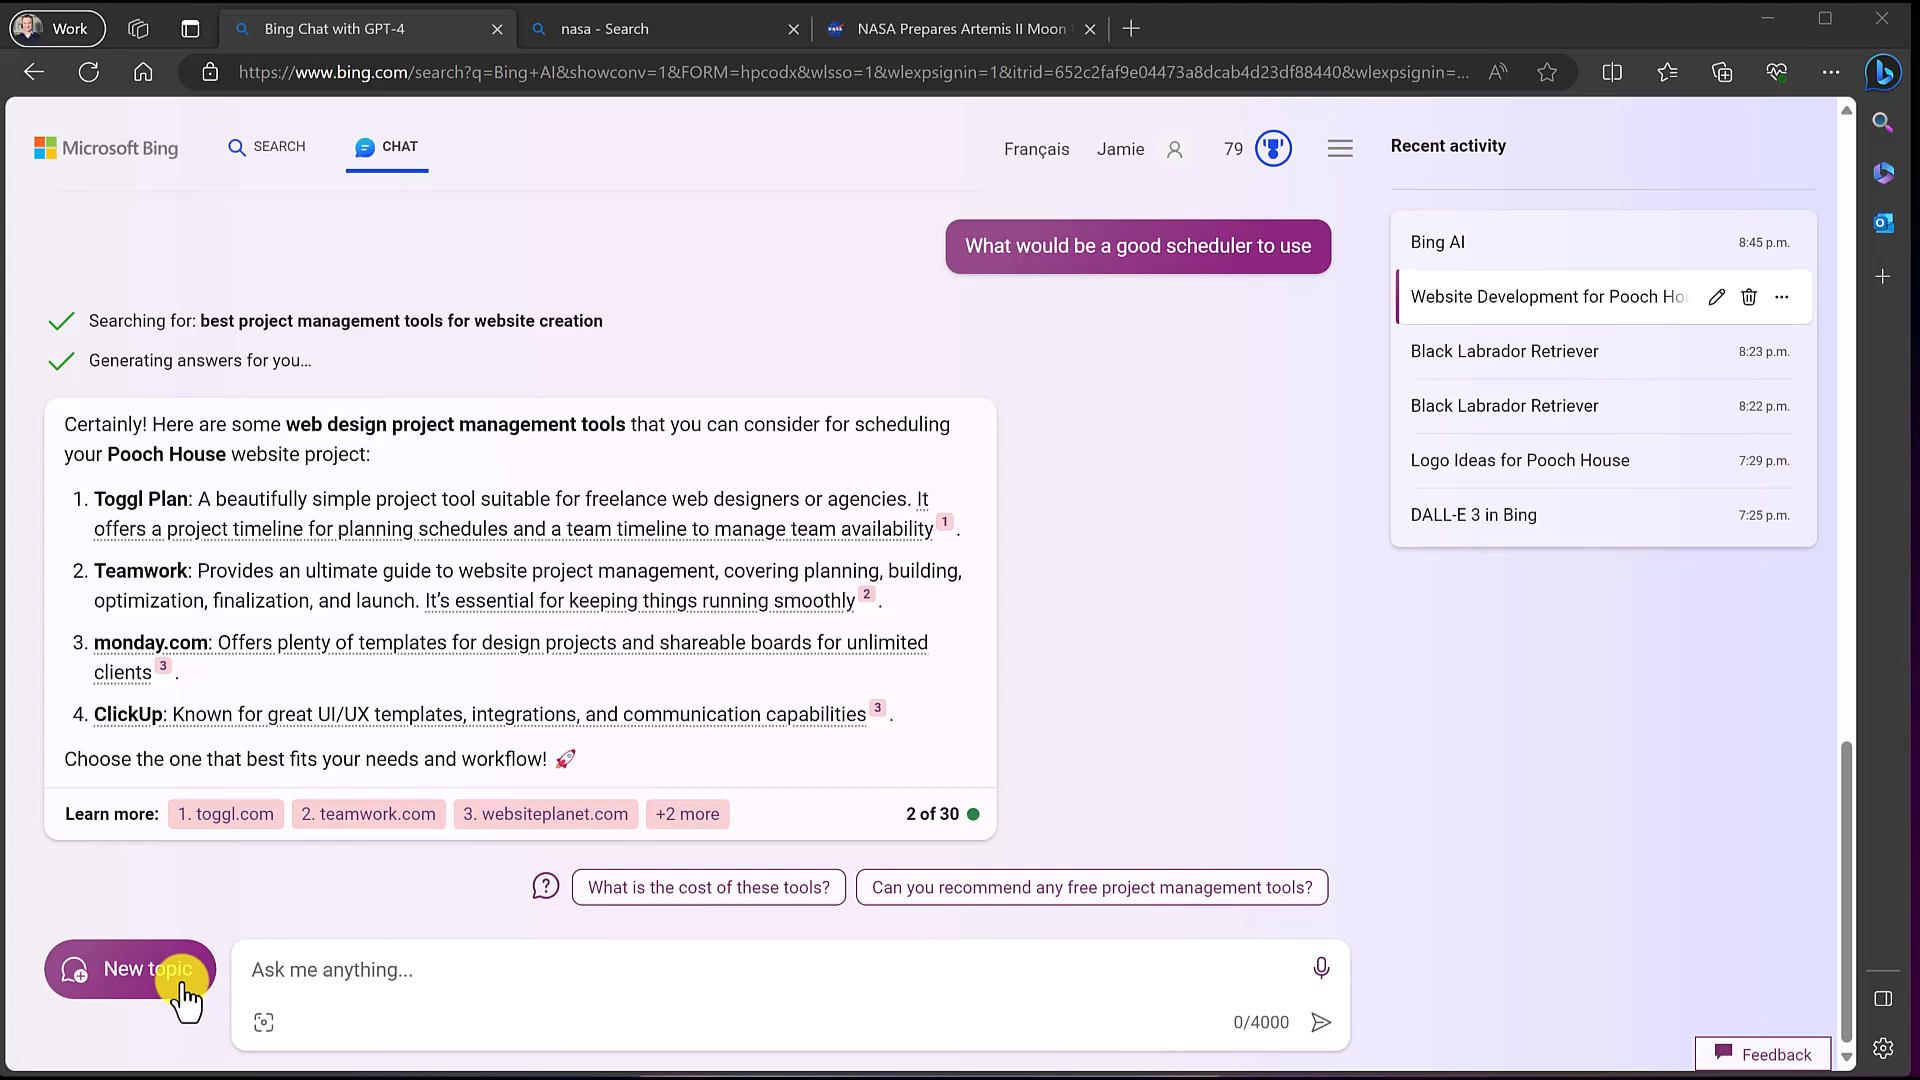 Work
Bing Chat with GPT-4
nasa - Search
NASA Prepares Artemis II Moon
https://www.bing.com/search?q=Bing+AI&showconv=1&FORM=hpcodx&wlsso=1&wlexpsignin=1&itrid=652c2faf9e04473a8dcab4d23df88440&wlexpsignin=...
Microsoft Bing
SEARCH
CHAT
Français
Jamie
79
Recent activity
What would be a good scheduler to use
Bing AI
8:45 p.m.
Website Development for Pooch Hou
Black Labrador Retriever
8:23 p.m.
Black Labrador Retriever
8:22 p.m.
Logo Ideas for Pooch House
7:29 p.m.
DALL-E 3 in Bing
7:25 p.m.
Searching for: best project management tools for website creation
Generating answers for you…
Certainly! Here are some web design project management tools that you can consider for scheduling
your Pooch House website project:
1. Toggl Plan: A beautifully simple project tool suitable for freelance web designers or agencies. It
offers a project timeline for planning schedules and a team timeline to manage team availability 1 .
2. Teamwork: Provides an ultimate guide to website project management, covering planning, building,
optimization, finalization, and launch. It’s essential for keeping things running smoothly 2 .
3. monday.com: Offers plenty of templates for design projects and shareable boards for unlimited
clients 3 .
4. ClickUp: Known for great UI/UX templates, integrations, and communication capabilities 3 .
Choose the one that best fits your needs and workflow! 🚀
Learn more:
1. toggl.com
2. teamwork.com
3. websiteplanet.com
+2 more
2 of 30
What is the cost of these tools?
Can you recommend any free project management tools?
New topic
Ask me anything...
0/4000
Feedback